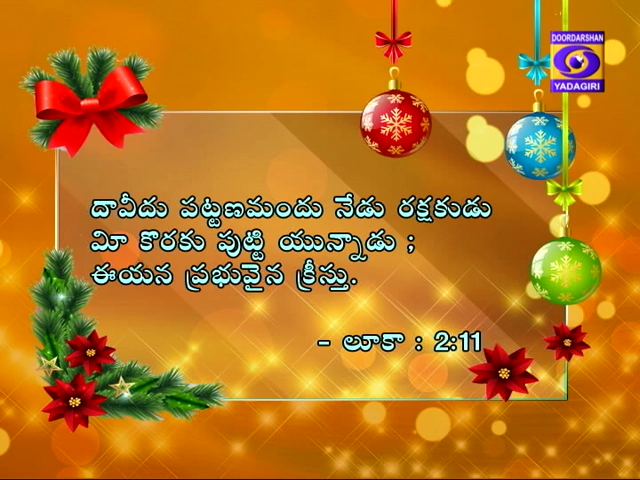 DOORDARSHAN
YADAGIRI
దావీదు పట్టణమందు నేడు రక్షకుడు
మీ కొరకు పుట్టి యున్నాడు ;
ఈయన ప్రభువైన క్రీస్తు.
- లూకా : 2:11